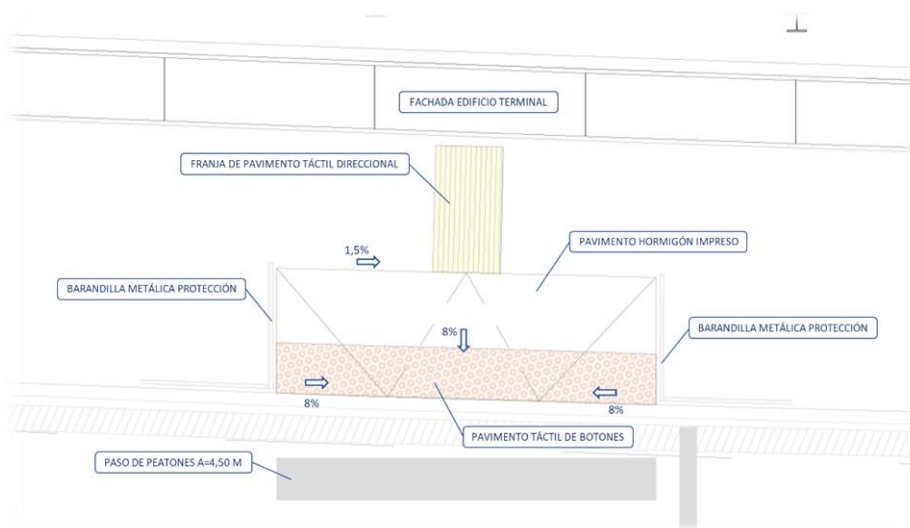 FACHADA EDIFICIO TERMINAL
FRANJA DE PAVIMENTO TÁCTIL DIRECCIONAL
1,5%
PAVIMENTO HORMIGÓN IMPRESO
BARANDILLA METÁLICA PROTECCIÓN
8%
BARANDILLA METÁLICA PROTECCIÓN
8%
8%
PAVIMENTO TÁCTIL DE BOTONES
PASO DE PEATONES A=4,50 M